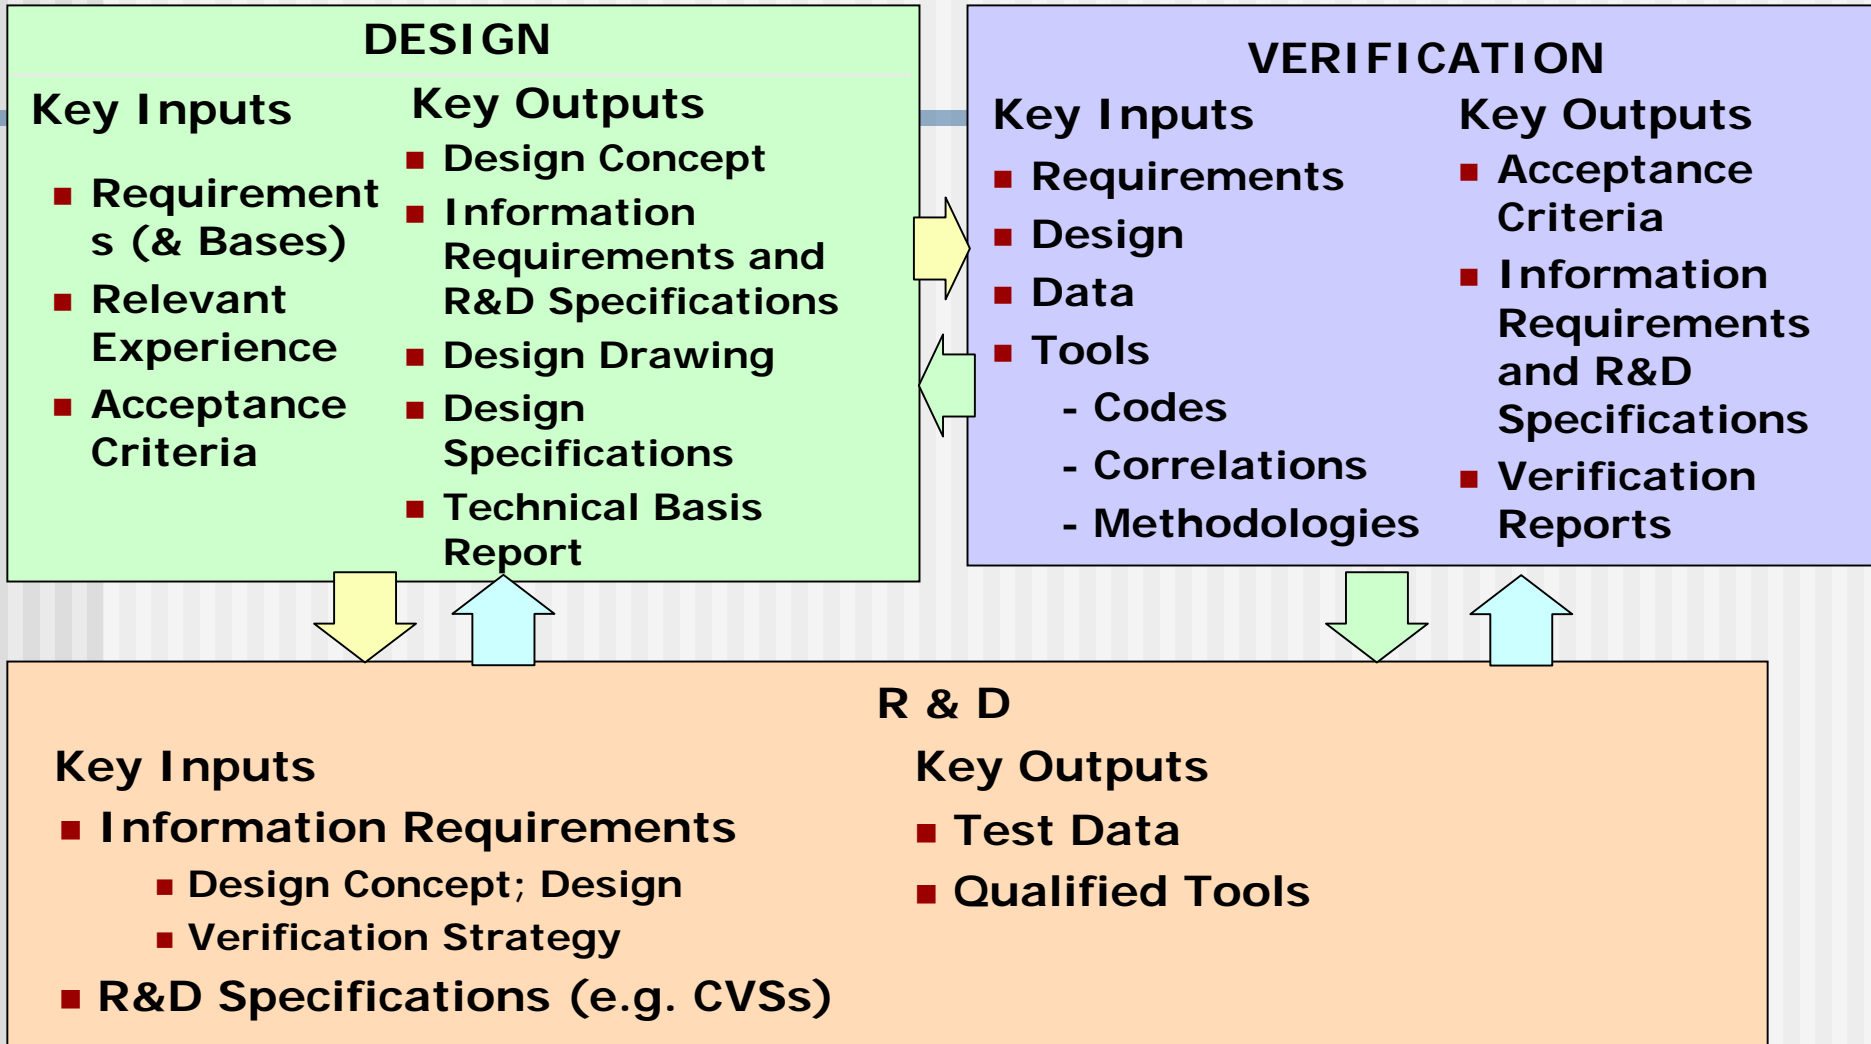 DESIGN
Key Inputs
Requirement
s (& Bases)
Relevant
Experience
Acceptance
Criteria
Key Outputs
Design Concept
Information
Requirements and
R&D Specifications
Design Drawing
Design
Specifications
Technical Basis
Report
VERIFICATION
Key Inputs
Requirements
Design
Data
Tools
- Codes
- Correlations
- Methodologies
Key Outputs
Acceptance
Criteria
Information
Requirements
and R&D
Specifications
Verification
Reports
R & D
Key Inputs
Information Requirements
Design Concept; Design
Verification Strategy
R&D Specifications (e.g. CVSs)
Key Outputs
Test Data
Qualified Tools